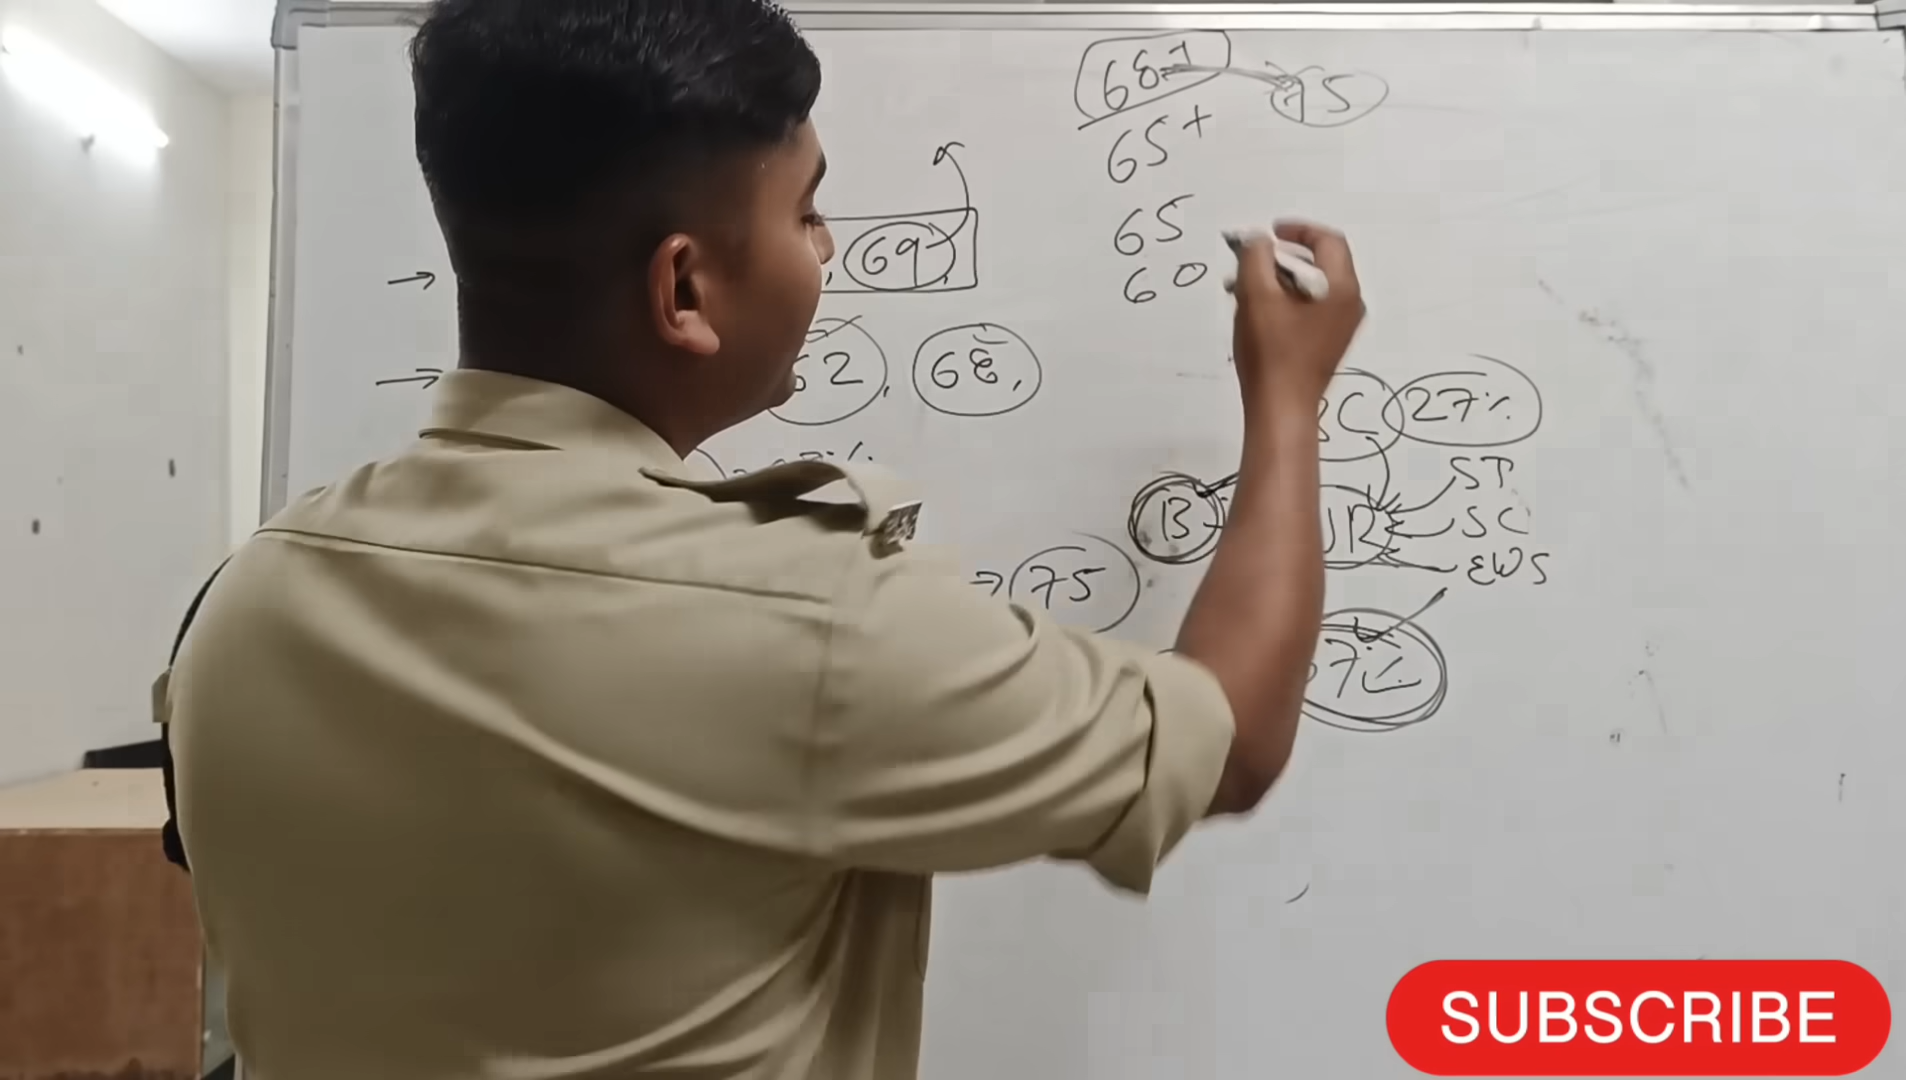 68+ → 75
65+
65
60
→ , 69,
→ 62, 68,
27%
ST
B SC
EWS
→ 75
7%
SUBSCRIBE